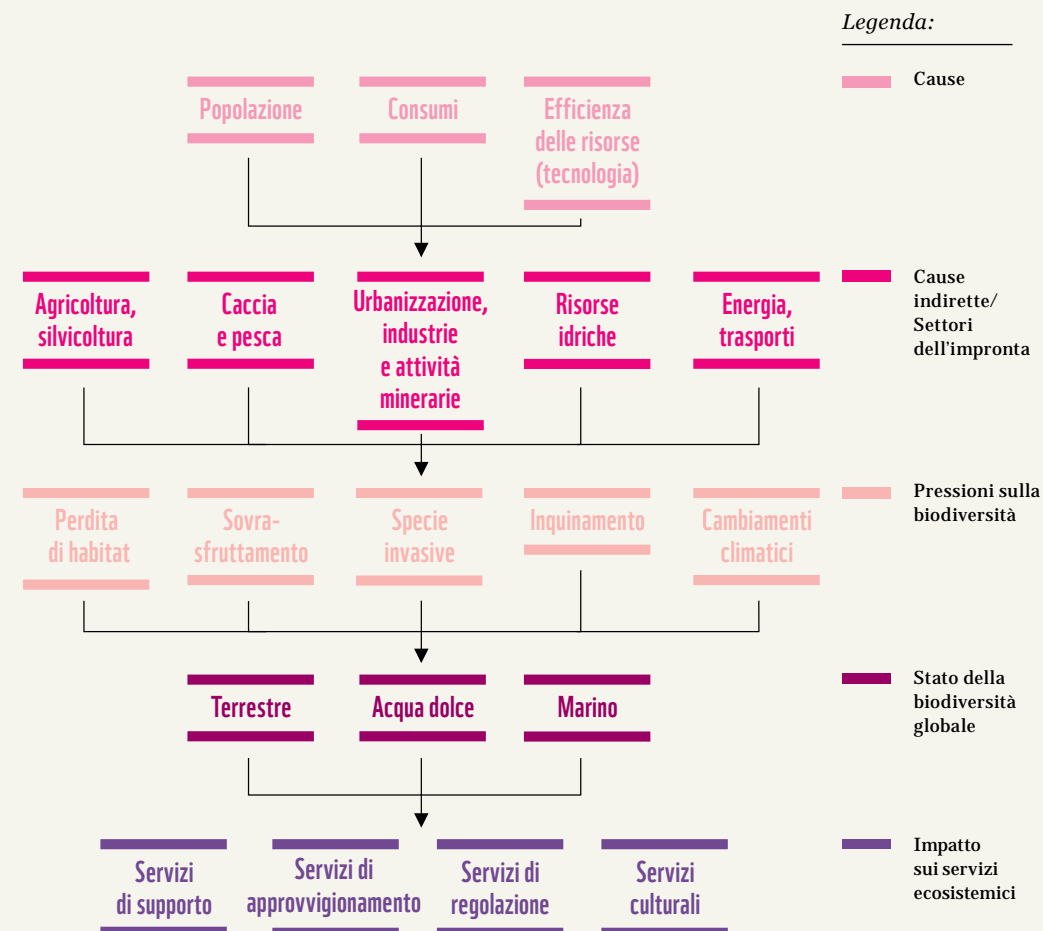 Legenda:
Cause
Popolazione
Consumi
Efficienza
delle risorse
(tecnologia)
Cause
indirette/
Settori
dell'impronta
Agricoltura,
silvicoltura
Caccia
e pesca
Urbanizzazione,
industrie
e attività
minerarie
Risorse
idriche
Energia,
trasporti
Pressioni sulla
biodiversità
Perdita
di habitat
Sovra-
sfruttamento
Specie
invasive
Inquinamento
Cambiamenti
climatici
Stato della
biodiversità
globale
Terrestre
Acqua dolce
Marino
Impatto
sui servizi
ecosistemici
Servizi
di supporto
Servizi di
approvvigionamento
Servizi di
regolazione
Servizi
culturali